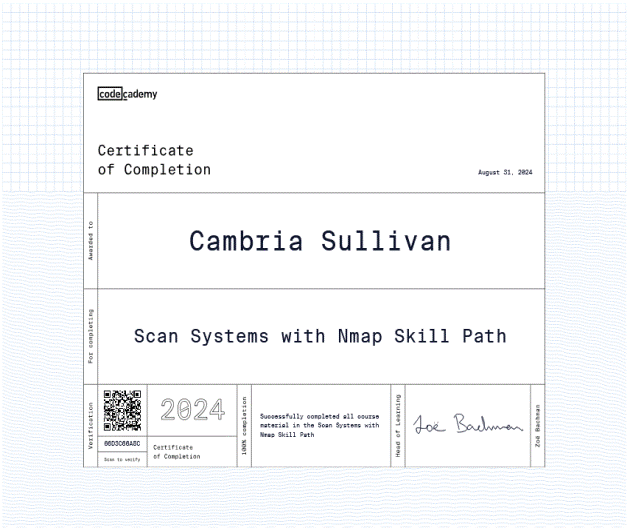 codecademy
Certificate
of Completion
August 31, 2024
Awarded to
Cambria Sullivan
For completing
Scan Systems with Nmap Skill Path
Verification
Scan to verify
2024
Certificate
of Completion
100% completion
Successfully completed all course
material in the Scan Systems with
Nmap Skill Path
Head of Learning
Zoë Bachman
Zoë Bachman